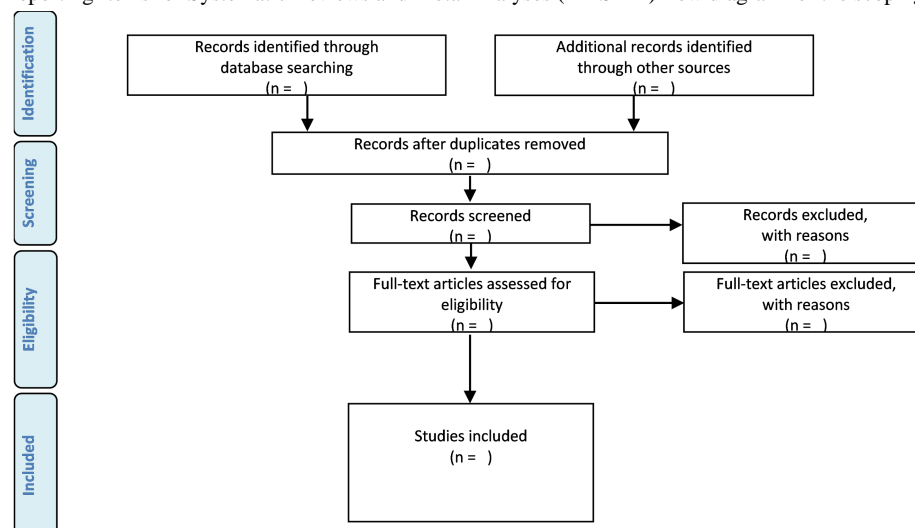 Identification
Records identified through
database searching
(n =   )
Additional records identified
through other sources
(n =   )
Records after duplicates removed
(n =   )
Screening
Records screened
(n =   )
Records excluded,
with reasons
(n =   )
Eligibility
Full-text articles assessed for
eligibility
(n =   )
Full-text articles excluded,
with reasons
(n =   )
Included
Studies included
(n =   )